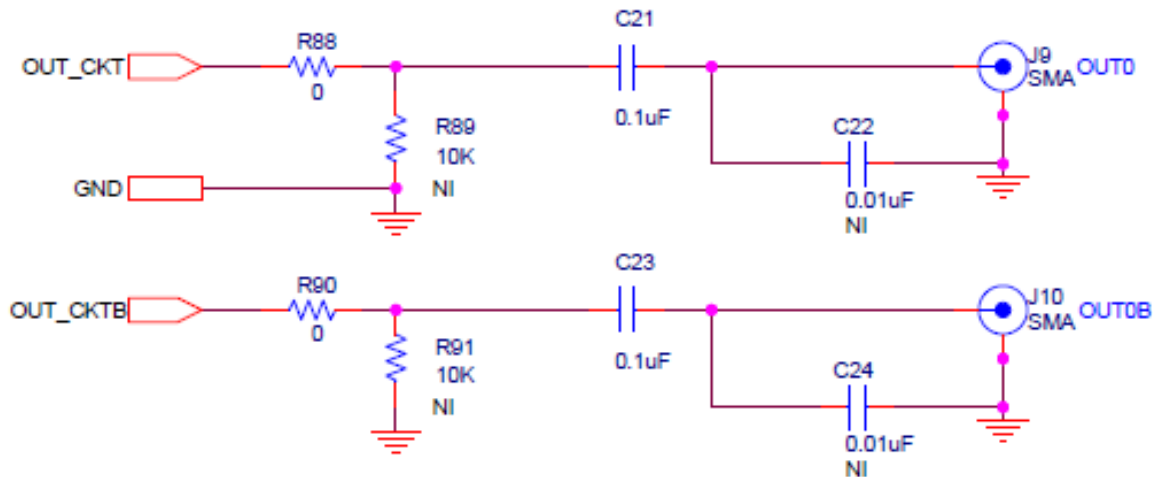 C21
R88
OUT_CKT
0
J9
SMA OUT0
0.1uF
R89
10K
NI
C22
0.01uF
NI
GND
C23
R90
OUT_CKTB
0
J10
SMA OUT0B
0.1uF
R91
10K
NI
C24
0.01uF
NI